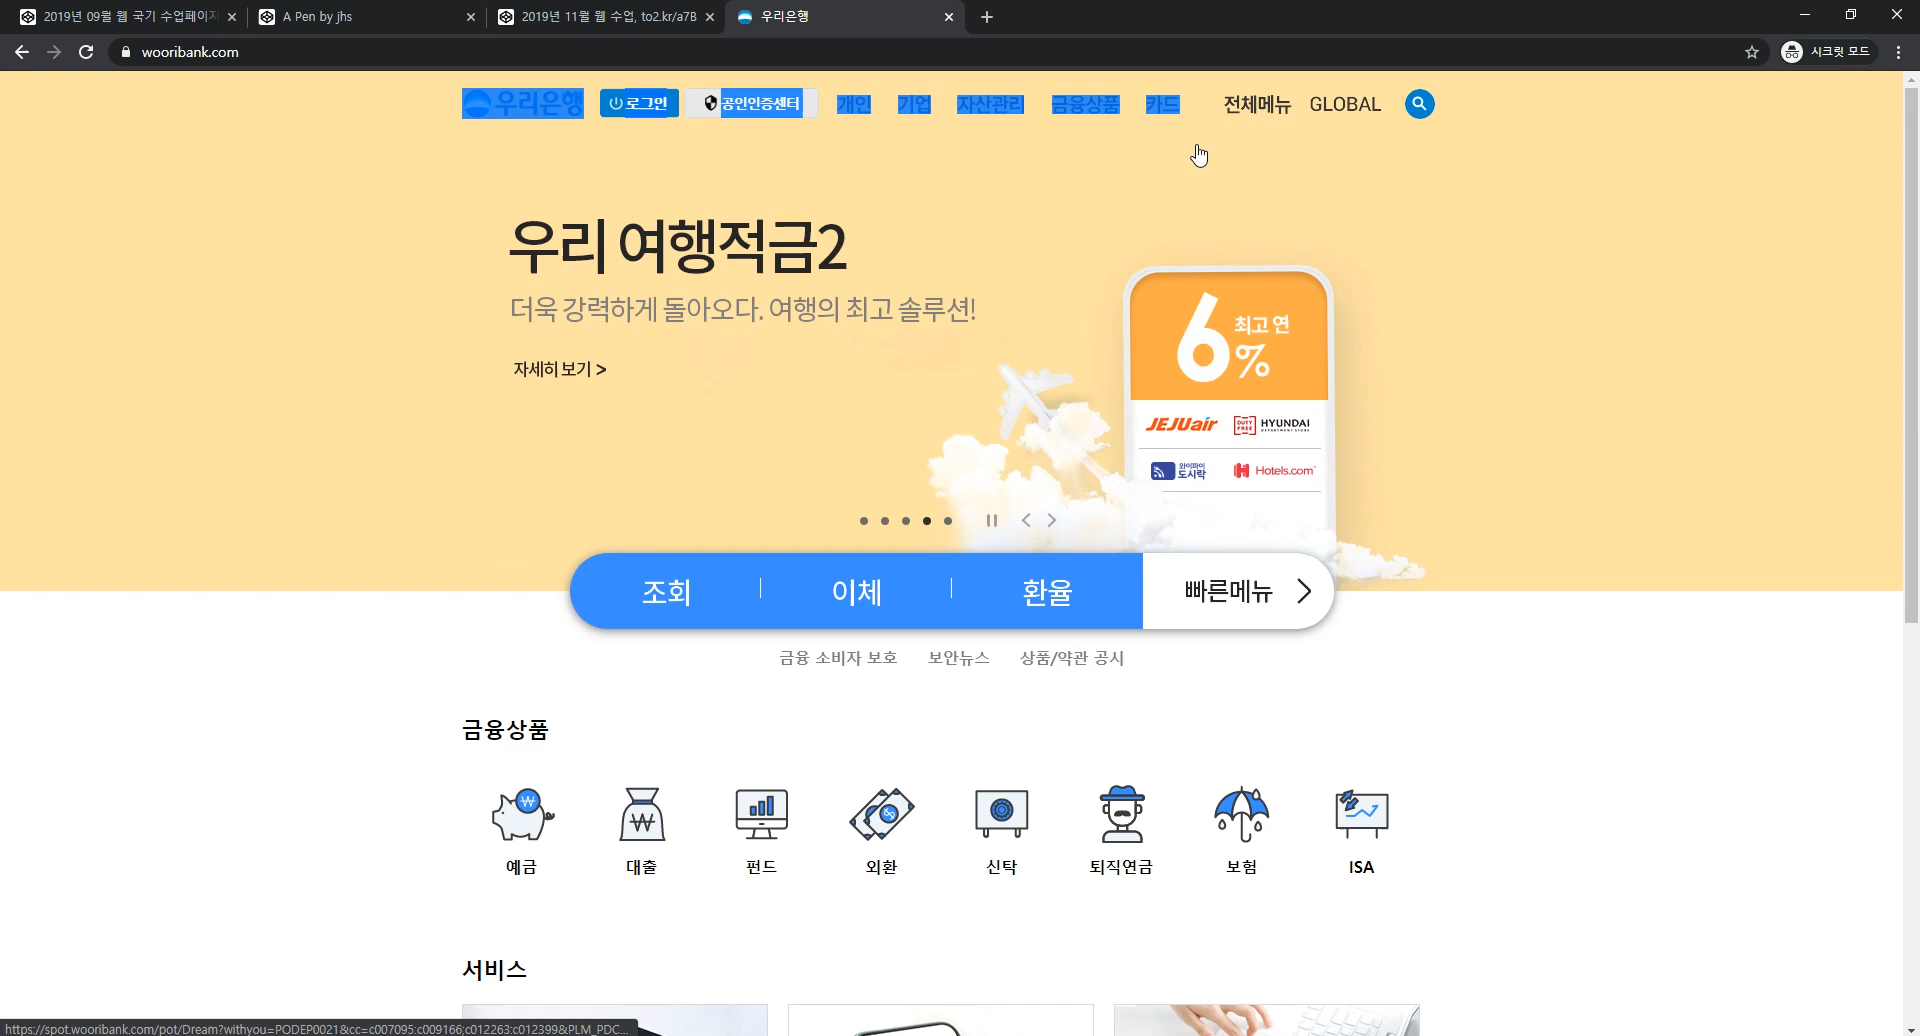 2019년 09월 웹 국기 수업페이지
A Pen by jhs
2019년 11월 웹 수업, to2.kr/a7B
우리은행
wooribank.com
시크릿 모드
우리은행
로그인
공인인증센터
개인
기업
자산관리
금융상품
카드
전체메뉴
GLOBAL
우리 여행적금2
더욱 강력하게 돌아오다. 여행의 최고 솔루션!
자세히 보기 >
6
최고 연
%
JEJUair
DUTY FREE
HYUNDAI
와이파이
도시락
Hotels.com
조회
이체
환율
빠른메뉴
금융 소비자 보호
보안뉴스
상품/약관 공시
금융상품
예금
대출
펀드
외환
신탁
퇴직연금
보험
ISA
서비스
https://spot.wooribank.com/pot/Dream?withyou=PODEP0021&cc=c007095:c009166;c012263:c012399&PLM_PDC...